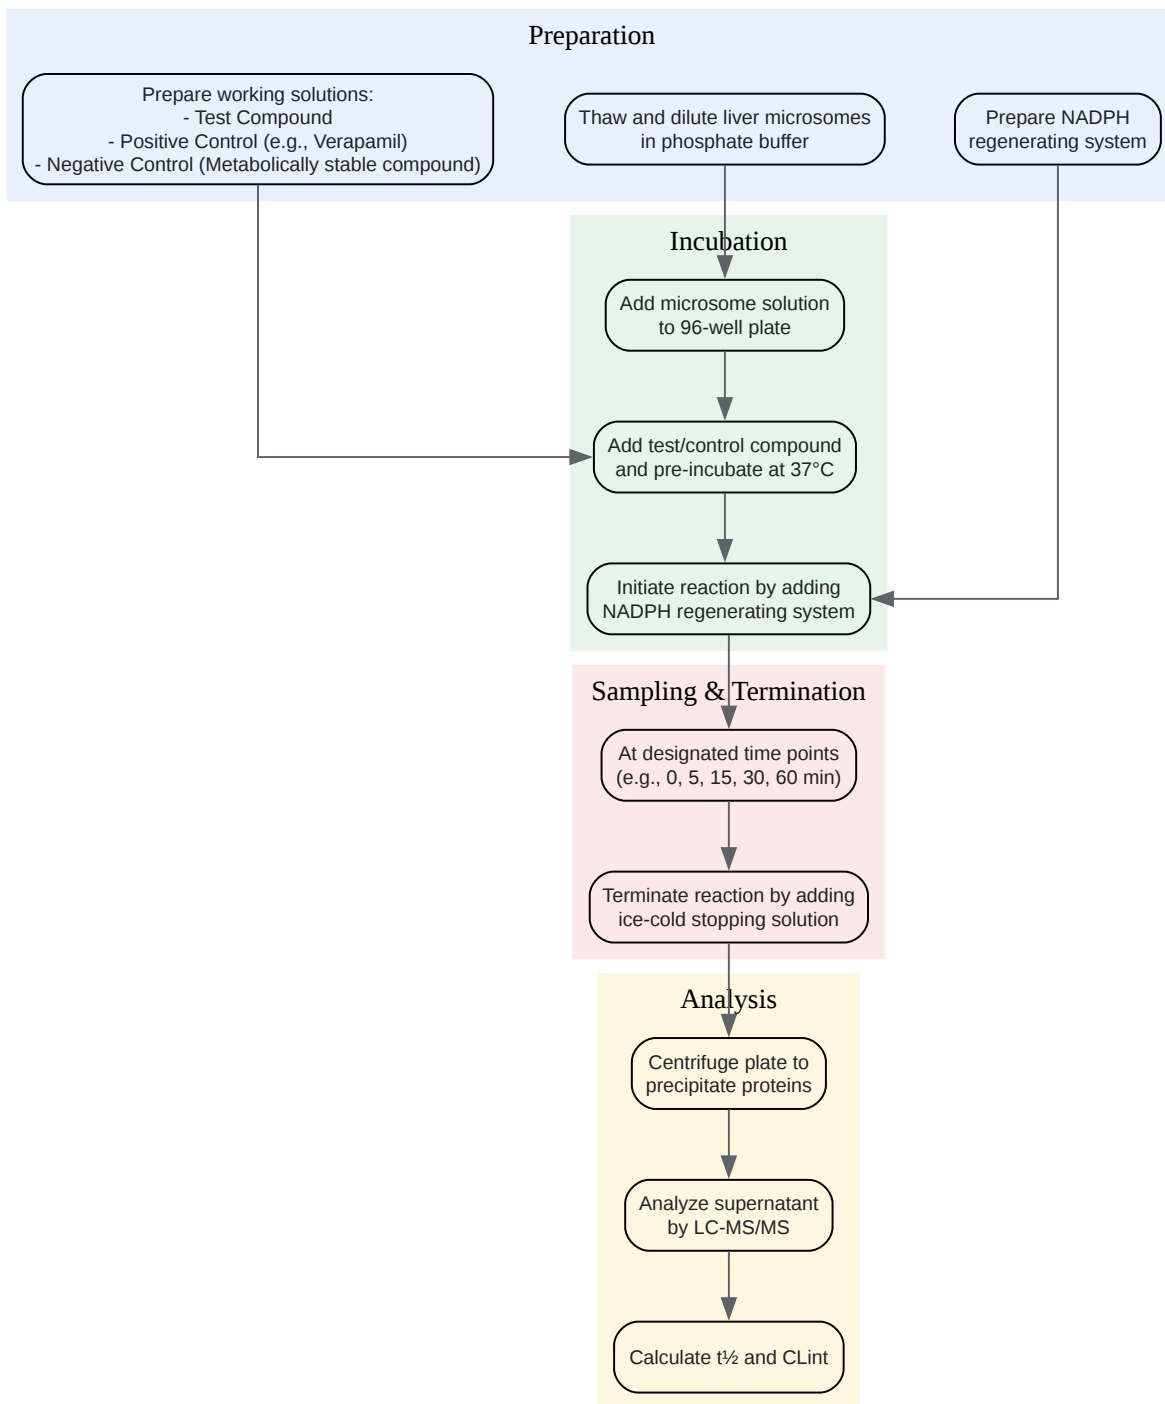 Preparation
Prepare working solutions:
- Test Compound
- Positive Control (e.g., Verapamil)
- Negative Control (Metabolically stable compound)
Thaw and dilute liver microsomes
in phosphate buffer
Prepare NADPH
regenerating system
Incubation
Add microsome solution
to 96-well plate
Add test/control compound
and pre-incubate at 37°C
Initiate reaction by adding
NADPH regenerating system
Sampling & Termination
At designated time points
(e.g., 0, 5, 15, 30, 60 min)
Terminate reaction by adding
ice-cold stopping solution
Analysis
Centrifuge plate to
precipitate proteins
Analyze supernatant
by LC-MS/MS
Calculate t½ and CLint